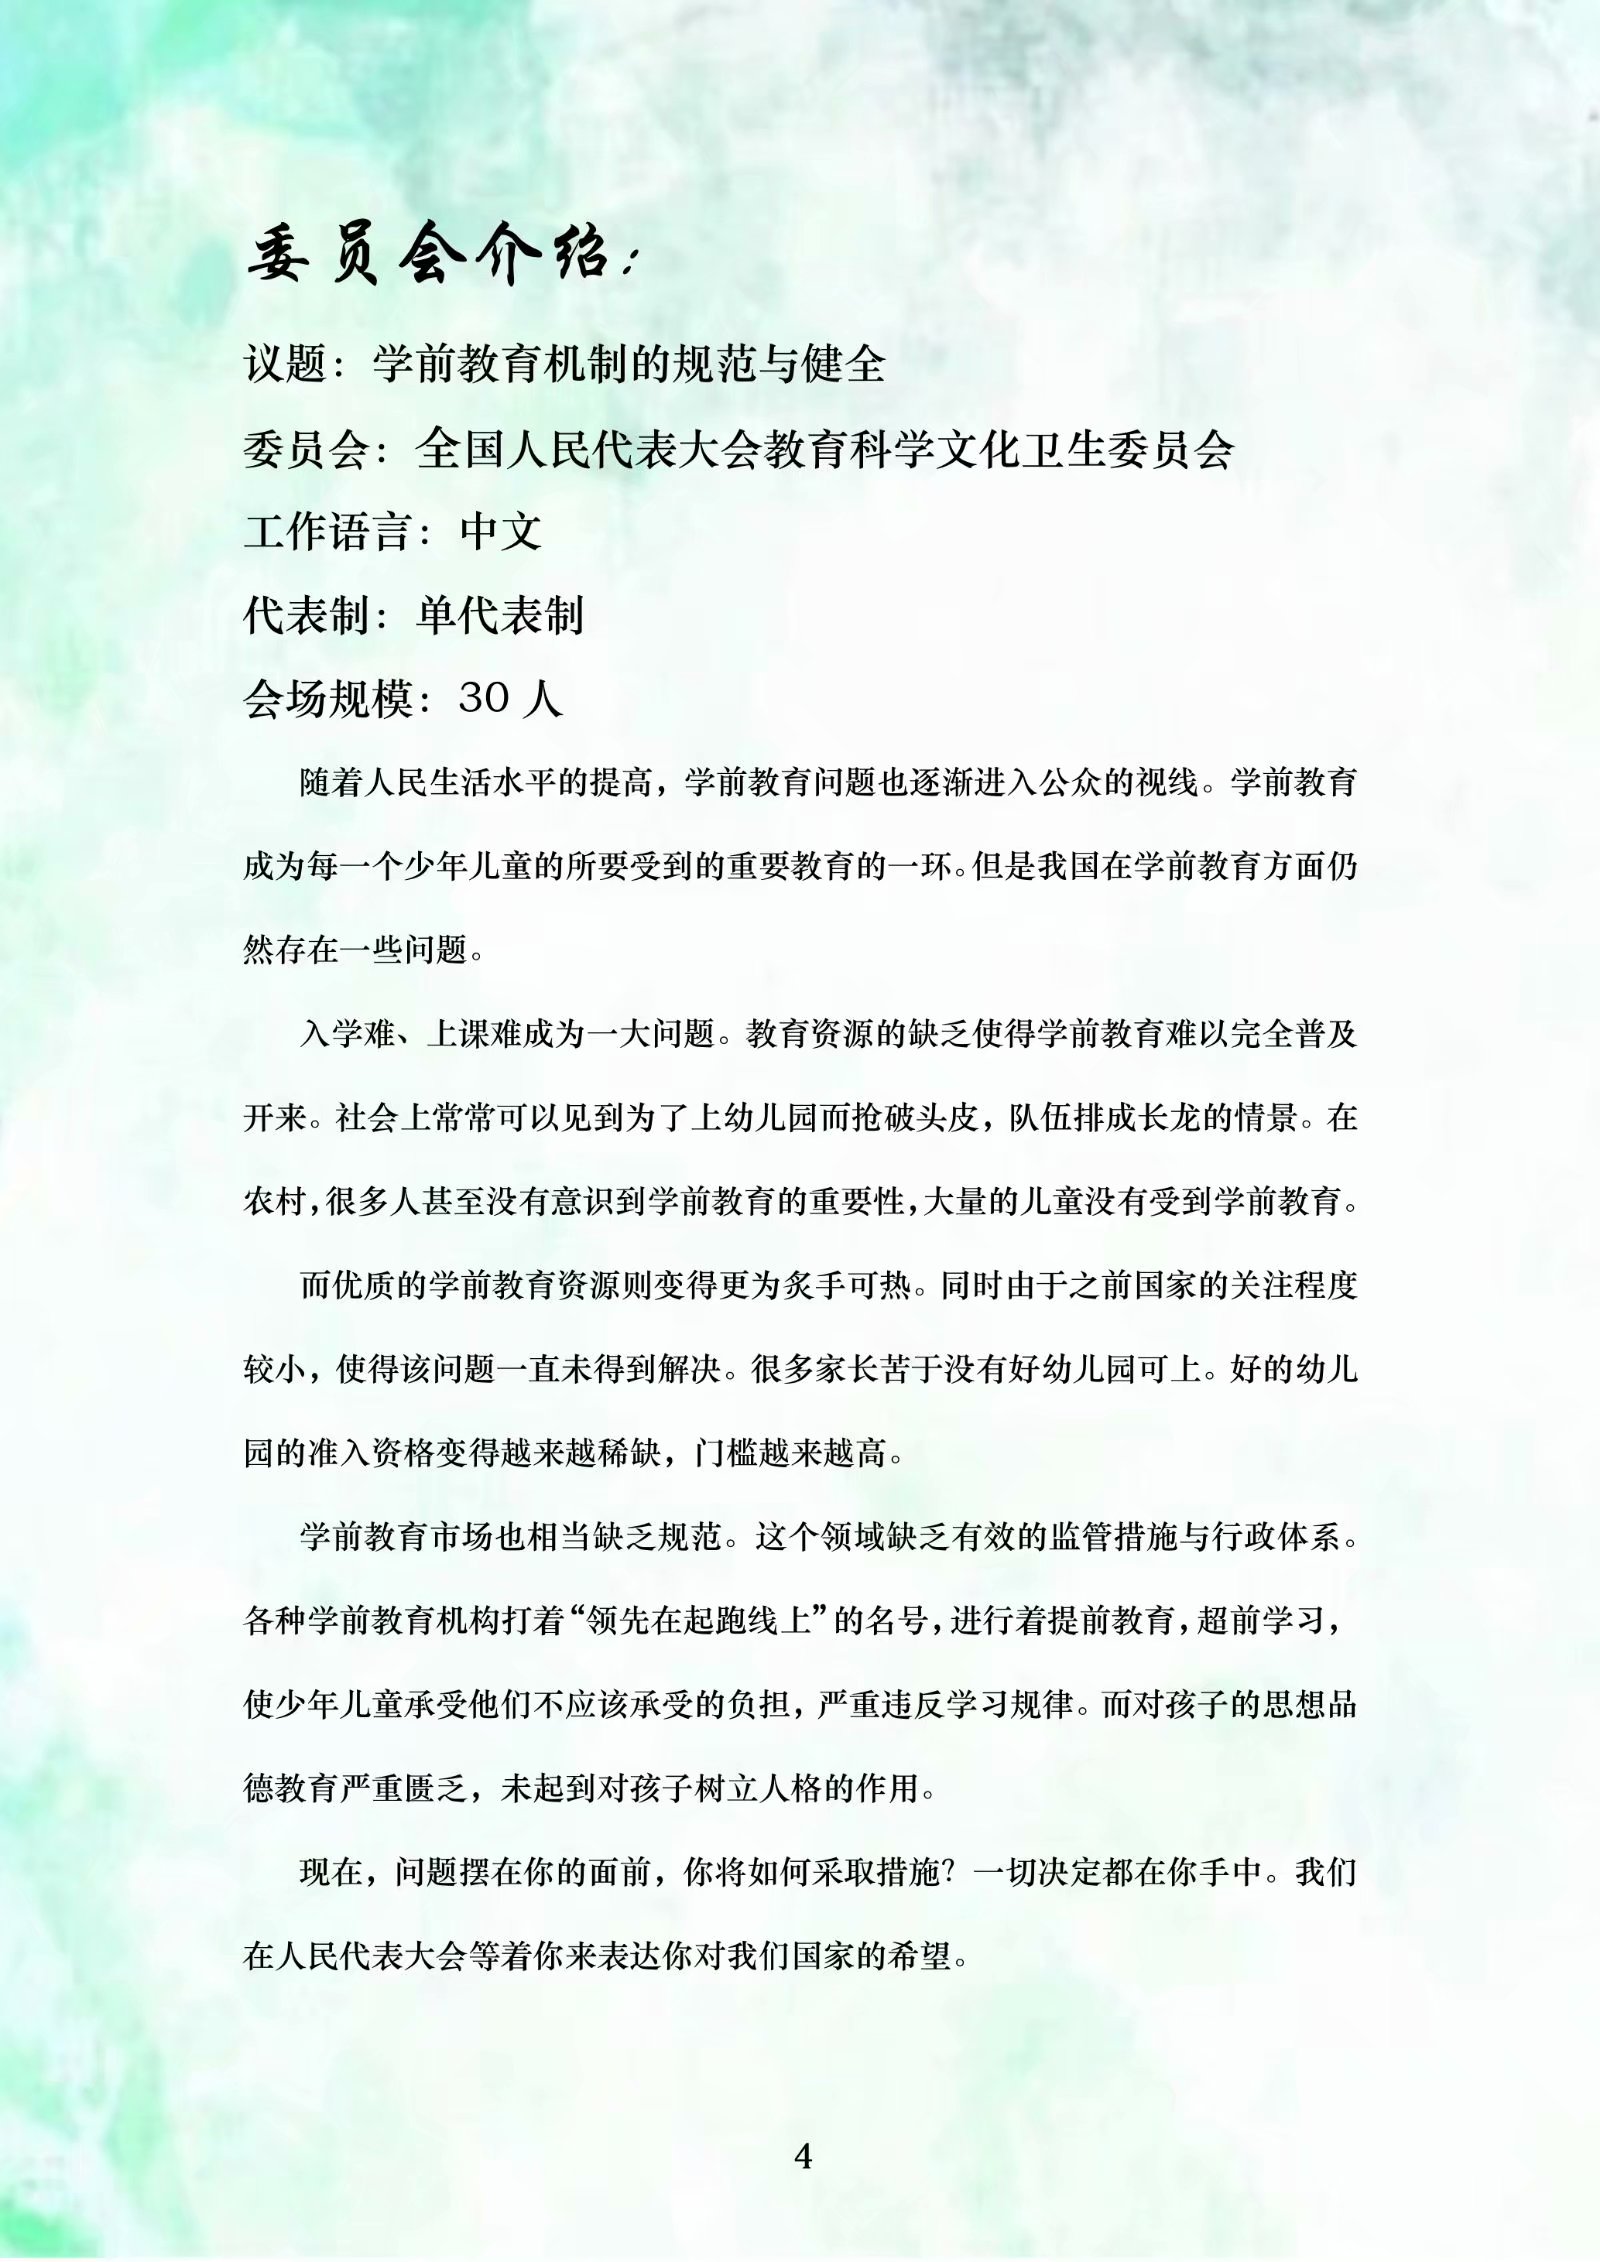 委员会介绍：
议题：学前教育机制的规范与健全
委员会：全国人民代表大会教育科学文化卫生委员会
工作语言：中文
代表制：单代表制
会场规模：30 人
随着人民生活水平的提高，学前教育问题也逐渐进入公众的视线。学前教育
成为每一个少年儿童的所要受到的重要教育的一环。但是我国在学前教育方面仍
然存在一些问题。
入学难、上课难成为一大问题。教育资源的缺乏使得学前教育难以完全普及
开来。社会上常常可以见到为了上幼儿园而抢破头皮，队伍排成长龙的情景。在
农村，很多人甚至没有意识到学前教育的重要性，大量的儿童没有受到学前教育。
而优质的学前教育资源则变得更为炙手可热。同时由于之前国家的关注程度
较小，使得该问题一直未得到解决。很多家长苦于没有好幼儿园可上。好的幼儿
园的准入资格变得越来越稀缺，门槛越来越高。
学前教育市场也相当缺乏规范。这个领域缺乏有效的监管措施与行政体系。
各种学前教育机构打着“领先在起跑线上”的名号，进行着提前教育，超前学习，
使少年儿童承受他们不应该承受的负担，严重违反学习规律。而对孩子的思想品
德教育严重匮乏，未起到对孩子树立人格的作用。
现在，问题摆在你的面前，你将如何采取措施？一切决定都在你手中。我们
在人民代表大会等着你来表达你对我们国家的希望。
4